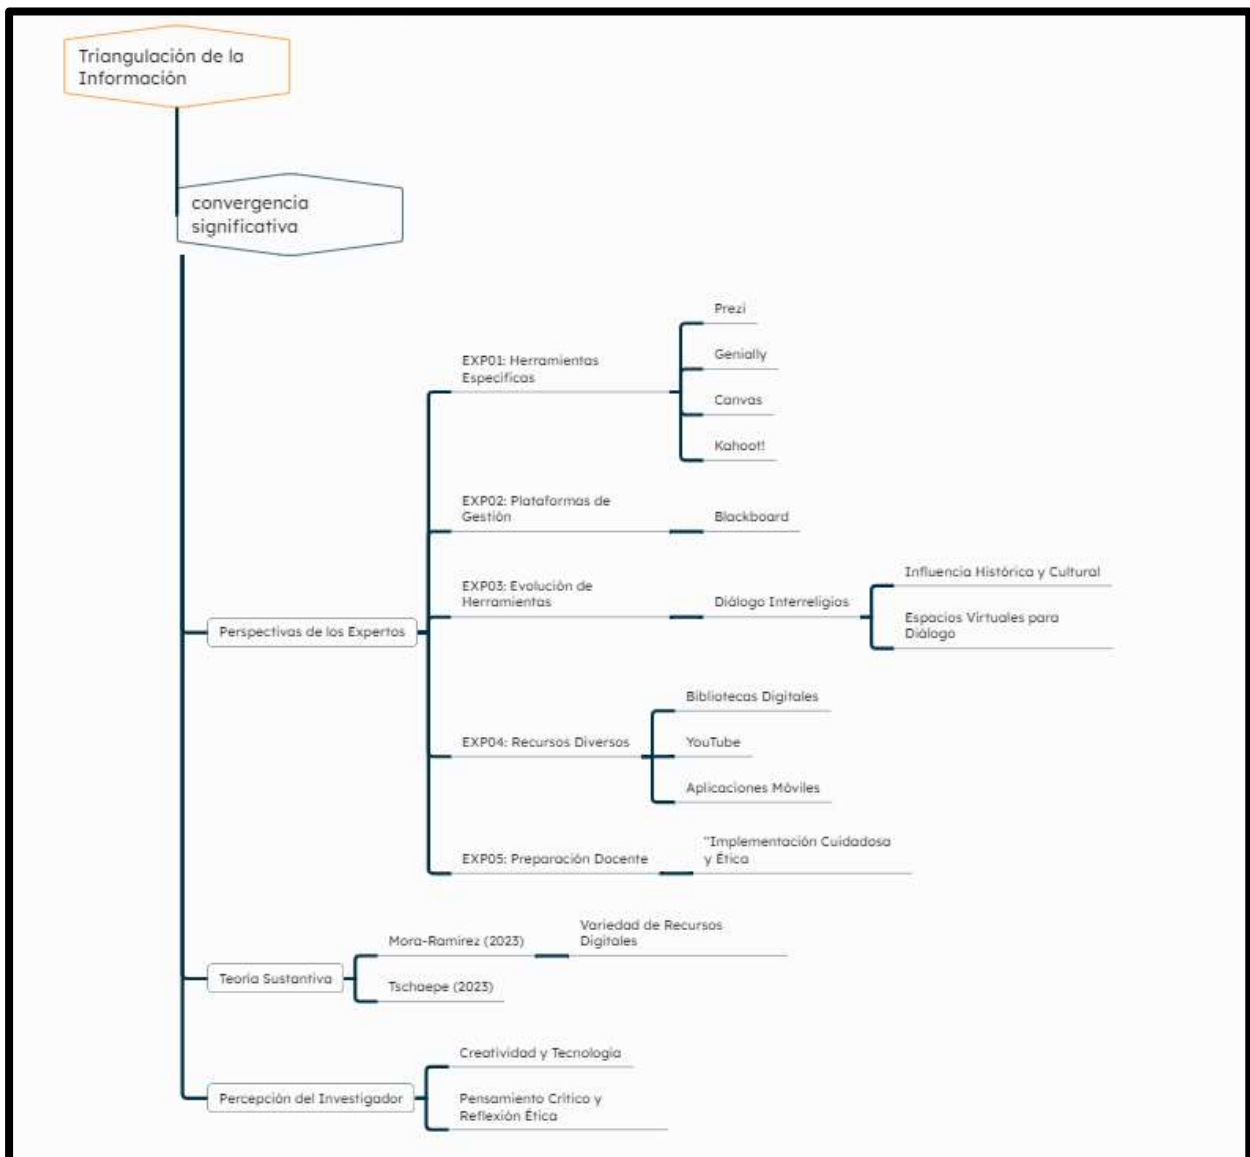 Triangulación de la
Información
convergencia
significativa
Prezi
EXP01: Herramientas
Específicas
Genially
Canvas
Kahoot!
EXP02: Plataformas de
Gestión
Blackboard
EXP03: Evolución de
Herramientas
Diálogo Interreligios
Influencia Histórica y Cultural
Espacios Virtuales para
Diálogo
Perspectivas de los Expertos
Bibliotecas Digitales
EXP04: Recursos Diversos
YouTube
Aplicaciones Móviles
EXP05: Preparación Docente
"Implementación Cuidadosa
y Ética
Teoría Sustantiva
Mora-Ramírez (2023)
Variedad de Recursos
Digitales
Tschaepe (2023)
Percepción del Investigador
Creatividad y Tecnología
Pensamiento Crítico y
Reflexión Ética